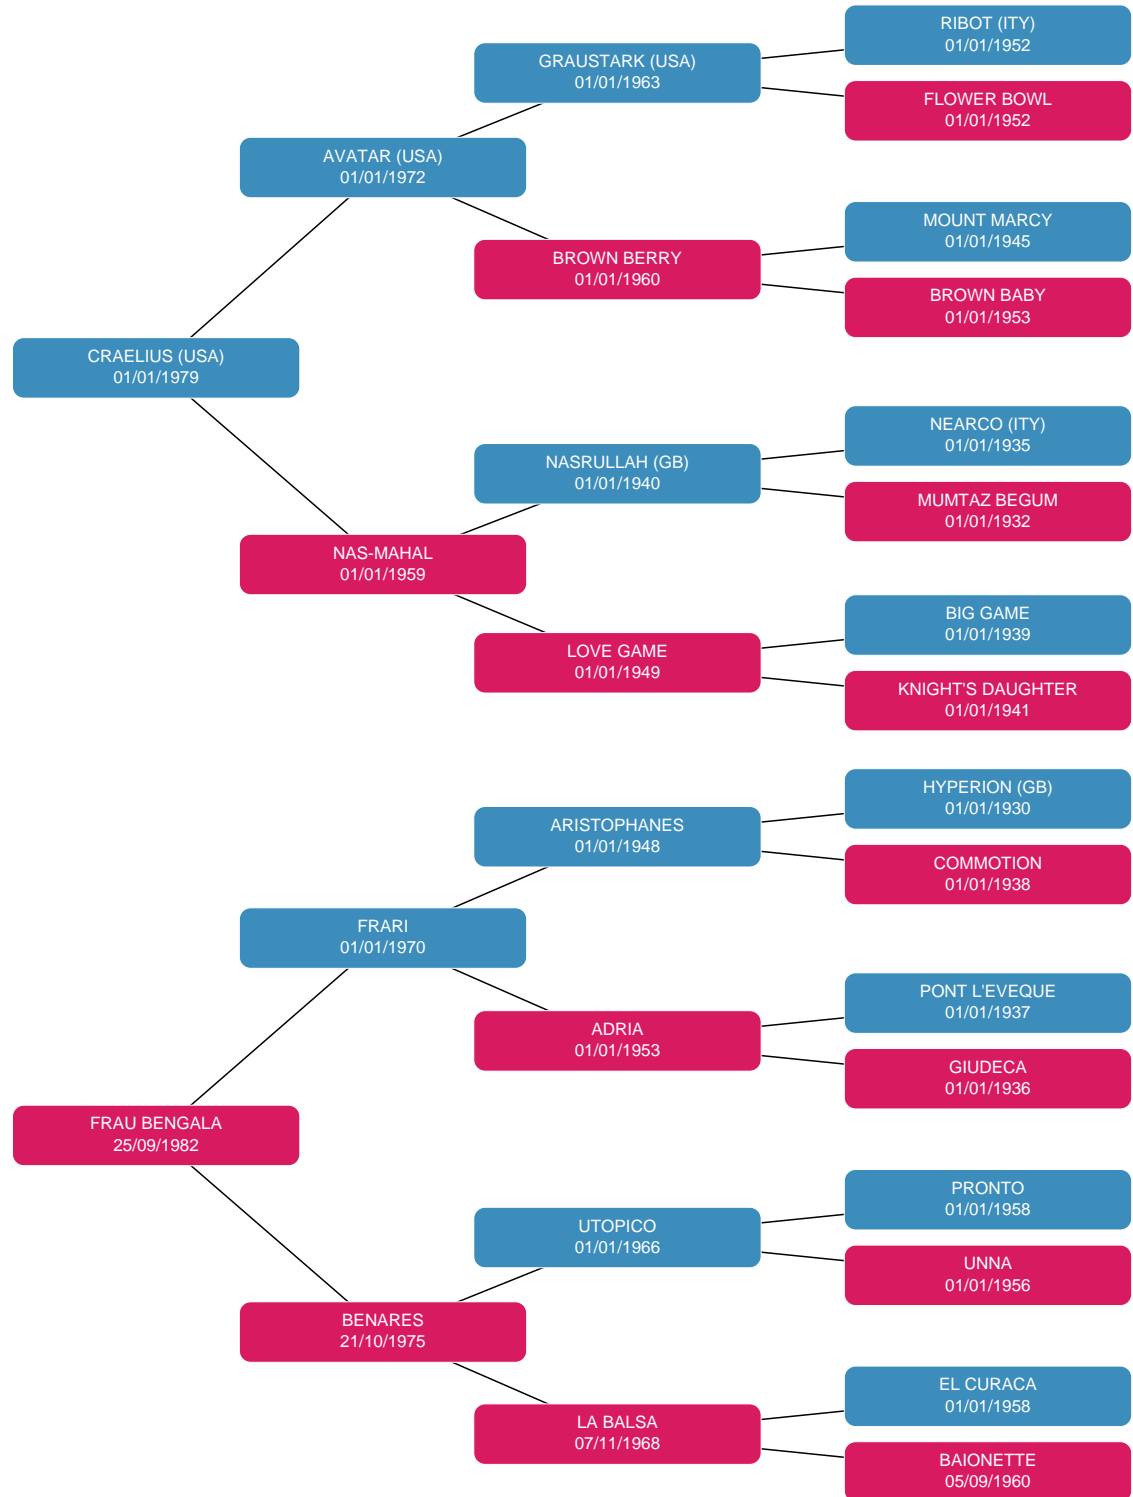 RIBOT (ITY)
01/01/1952
GRAUSTARK (USA)
01/01/1963
FLOWER BOWL
01/01/1952
AVATAR (USA)
01/01/1972
MOUNT MARCY
01/01/1945
BROWN BERRY
01/01/1960
BROWN BABY
01/01/1953
CRAELIUS (USA)
01/01/1979
NEARCO (ITY)
01/01/1935
NASRULLAH (GB)
01/01/1940
MUMTAZ BEGUM
01/01/1932
NAS-MAHAL
01/01/1959
BIG GAME
01/01/1939
LOVE GAME
01/01/1949
KNIGHT'S DAUGHTER
01/01/1941
HYPERION (GB)
01/01/1930
ARISTOPHANES
01/01/1948
COMMOTION
01/01/1938
FRARI
01/01/1970
PONT L'EVEQUE
01/01/1937
ADRIA
01/01/1953
GIUDECA
01/01/1936
FRAU BENGALA
25/09/1982
PRONTO
01/01/1958
UTOPICO
01/01/1966
UNNA
01/01/1956
BENARES
21/10/1975
EL CURACA
01/01/1958
LA BALSA
07/11/1968
BAIONETTE
05/09/1960